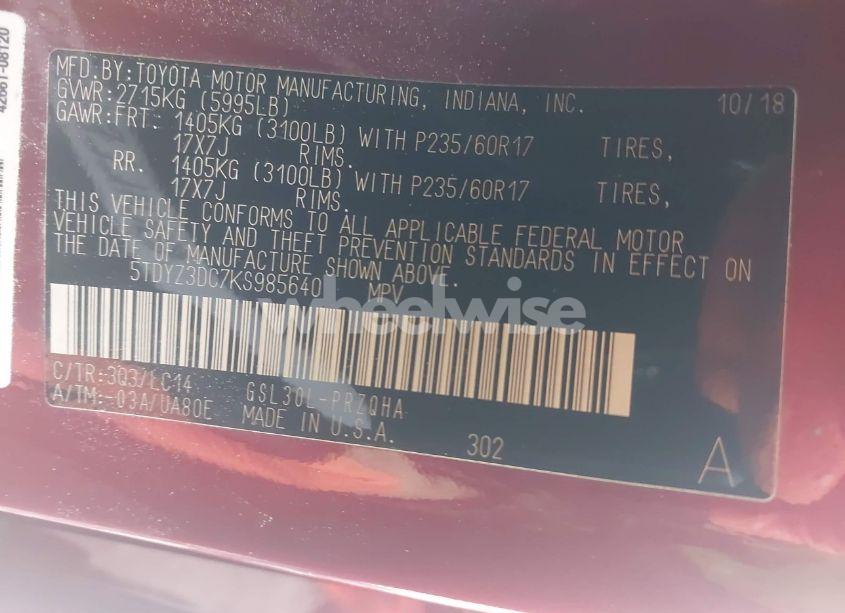 42661-08120
MFD.BY:TOYOTA MOTOR MANUFACTURING, INDIANA, INC. 10/18
GVWR:2715KG (5995LB)
GAWR:FRT. 1405KG (3100LB) WITH P235/60R17 TIRES,
17X7J RIMS.
RR. 1405KG (3100LB) WITH P235/60R17 TIRES,
17X7J RIMS.
THIS VEHICLE CONFORMS TO ALL APPLICABLE FEDERAL MOTOR
VEHICLE SAFETY AND THEFT PREVENTION STANDARDS IN EFFECT ON
THE DATE OF MANUFACTURE SHOWN ABOVE.
5TDYZ3DC7KS985640 MPV
wheelwise
C/TR:3Q3/LC14 GSL30L-PRZQHA
A/TM:-03A/UA80E MADE IN U.S.A. 302 A